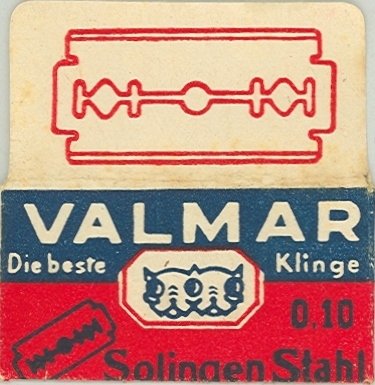 VALMAR
Die beste Klinge
0,10
Solingen Stahl